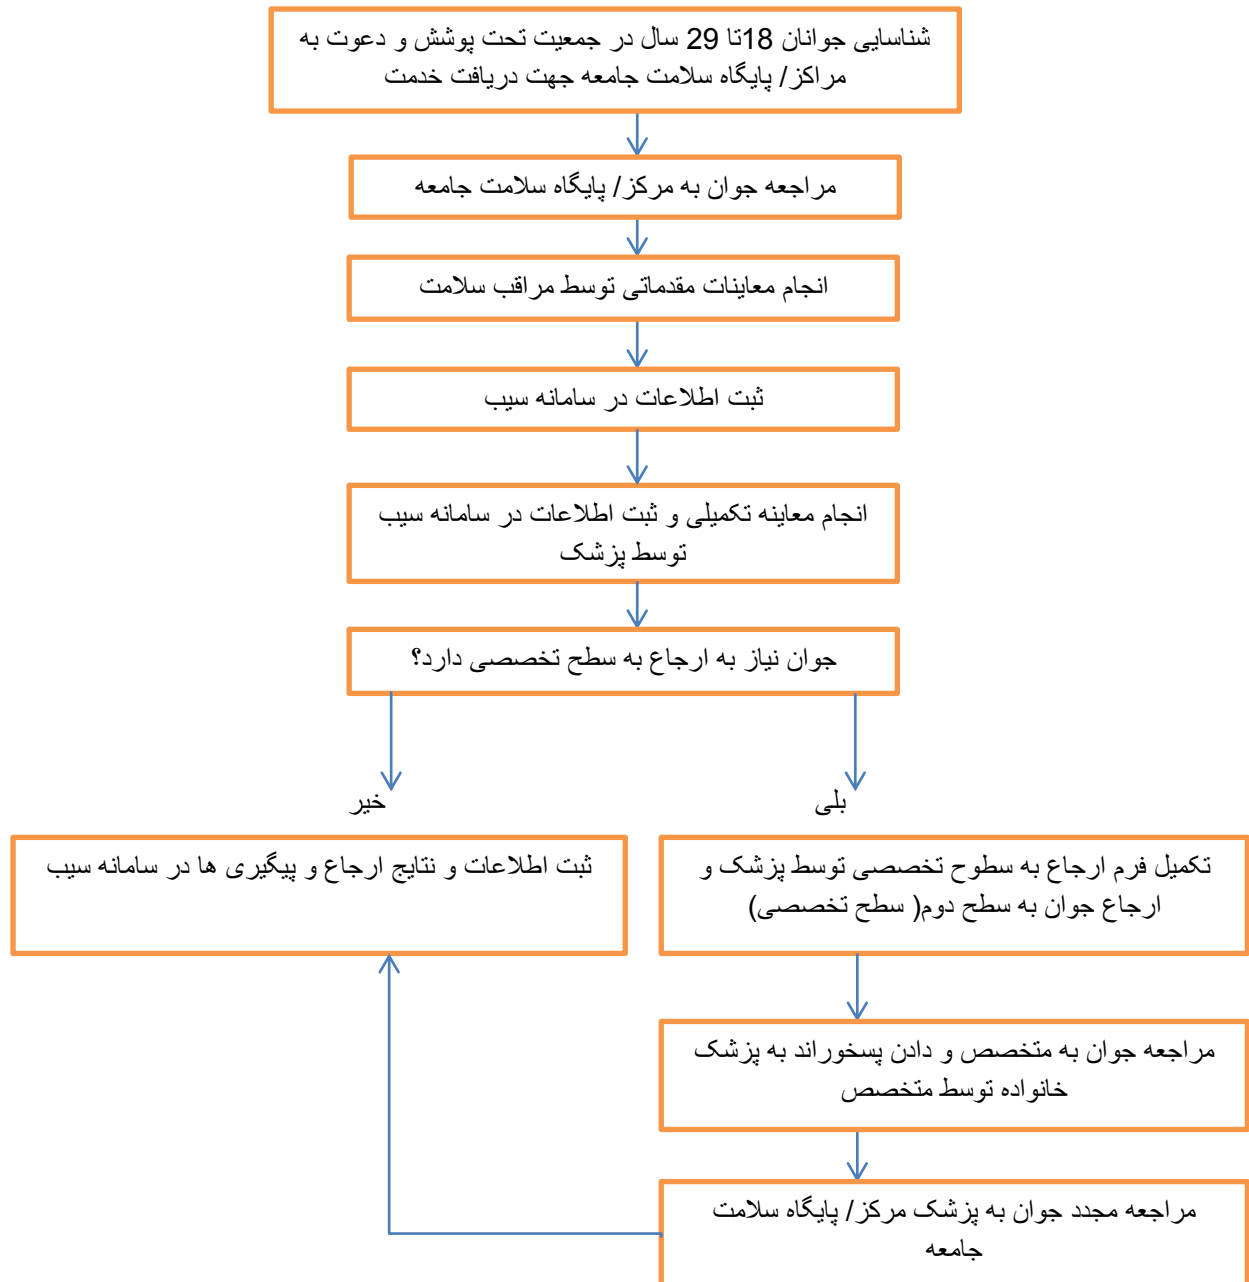 شناسایی جوانان 18تا 29 سال در جمعیت تحت پوشش و دعوت به
مراکز/ پایگاه سلامت جامعه جهت دریافت خدمت
مراجعه جوان به مرکز/ پایگاه سلامت جامعه
انجام معاینات مقدماتی توسط مراقب سلامت
ثبت اطلاعات در سامانه سیب
انجام معاینه تکمیلی و ثبت اطلاعات در سامانه سیب
توسط پزشک
جوان نیاز به ارجاع به سطح تخصصی دارد؟
بلی
خیر
تکمیل فرم ارجاع به سطوح تخصصی توسط پزشک و
ارجاع جوان به سطح دوم( سطح تخصصی)
ثبت اطلاعات و نتایج ارجاع و پیگیری ها در سامانه سیب
مراجعه جوان به متخصص و دادن پسخوراند به پزشک
خانواده توسط متخصص
مراجعه مجدد جوان به پزشک مرکز/ پایگاه سلامت
جامعه